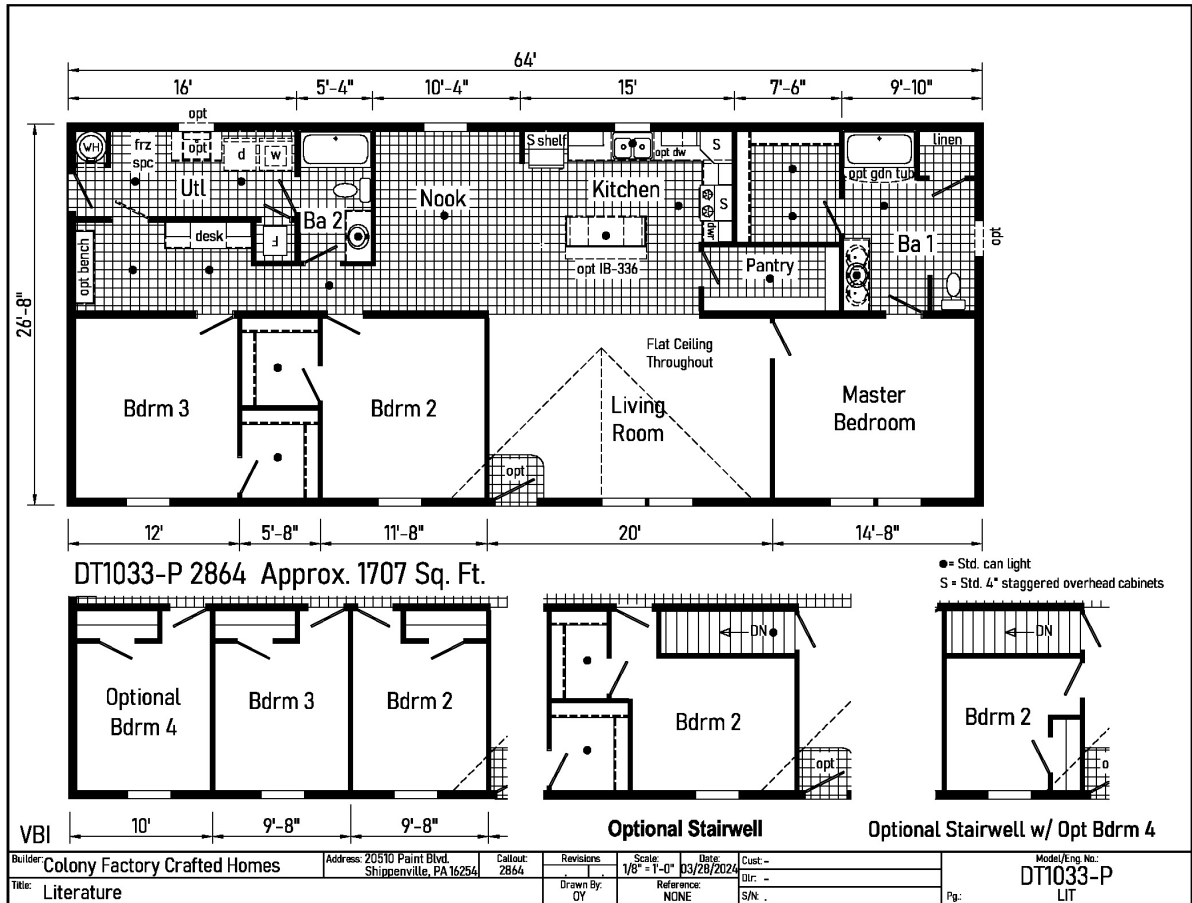 64'
16'
5'-4"
10'-4"
15'
7'-6"
9'-10"
26'-8"
opt
WH
frz
spc
opt
d
w
Utl
Ba 2
desk
F
opt bench
Nook
S shelf
opt dw
S
Kitchen
S
dwr
opt IB-336
Pantry
linen
opt gdn tub
Ba 1
opt
Bdrm 3
Bdrm 2
Flat Ceiling
Throughout
Living
Room
opt
Master
Bedroom
12'
5'-8"
11'-8"
20'
14'-8"
DT1033-P 2864 Approx. 1707 Sq. Ft.
●= Std. can light
S = Std. 4" staggered overhead cabinets
Optional
Bdrm 4
Bdrm 3
Bdrm 2
10'
9'-8"
9'-8"
VBI
DN
Bdrm 2
opt
Optional Stairwell
DN
Bdrm 2
o
Optional Stairwell w/ Opt Bdrm 4
Builder: Colony Factory Crafted Homes
Address: 20510 Paint Blvd.
Shippenville, PA 16254
Callout:
2864
Revisions
. .
Scale:
1/8" = 1'-0"
Date:
03/28/2024
Cust: -
Dlr: -
S/N: .
Model/Eng. No.:
DT1033-P
Pg.: LIT
Title: Literature
Drawn By:
OY
Reference:
NONE